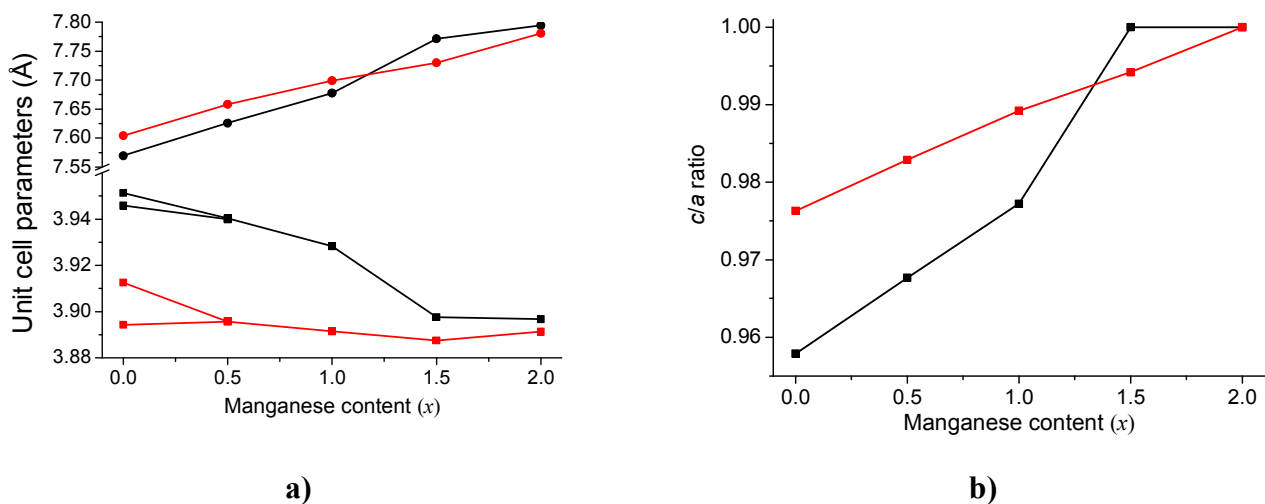 Unit cell parameters (Å)
7.80
7.75
7.70
7.65
7.60
7.55
3.94
3.92
3.90
3.88
0.0 0.5 1.0 1.5 2.0
Manganese content (x)
a)
c/a ratio
1.00
0.99
0.98
0.97
0.96
0.0 0.5 1.0 1.5 2.0
Manganese content (x)
b)